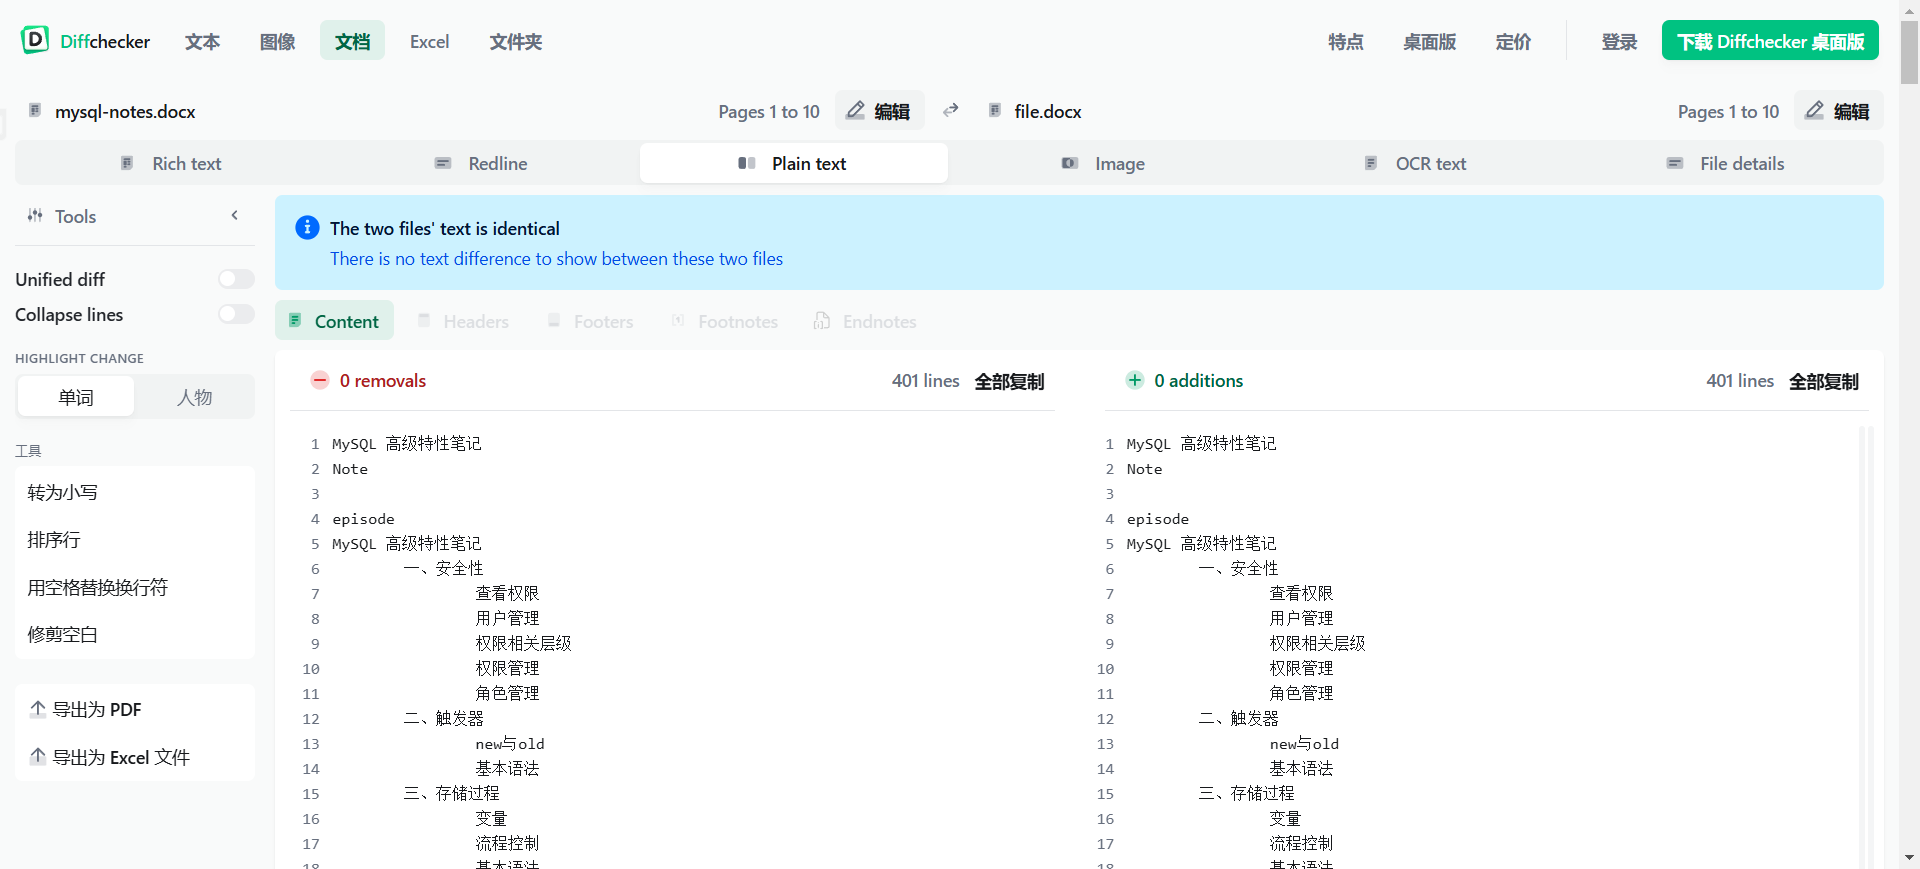 Diffchecker 文本 图像 文档 Excel 文件夹 特点 桌面版 定价 登录 下载 Diffchecker 桌面版
mysql-notes.docx Pages 1 to 10 编辑 file.docx Pages 1 to 10 编辑
Rich text Redline Plain text Image OCR text File details
Tools
The two files' text is identical
There is no text difference to show between these two files
Unified diff
Collapse lines
HIGHLIGHT CHANGE
单词 人物
工具
转为小写
排序行
用空格替换换行符
修剪空白
导出为 PDF
导出为 Excel 文件
Content Headers Footers Footnotes Endnotes
0 removals 401 lines 全部复制 0 additions 401 lines 全部复制
1 MySQL 高级特性笔记 1 MySQL 高级特性笔记
2 Note 2 Note
3 3
4 episode 4 episode
5 MySQL 高级特性笔记 5 MySQL 高级特性笔记
6 一、安全性 6 一、安全性
7 查看权限 7 查看权限
8 用户管理 8 用户管理
9 权限相关层级 9 权限相关层级
10 权限管理 10 权限管理
11 角色管理 11 角色管理
12 二、触发器 12 二、触发器
13 new与old 13 new与old
14 基本语法 14 基本语法
15 三、存储过程 15 三、存储过程
16 变量 16 变量
17 流程控制 17 流程控制
18 基本语法 18 基本语法